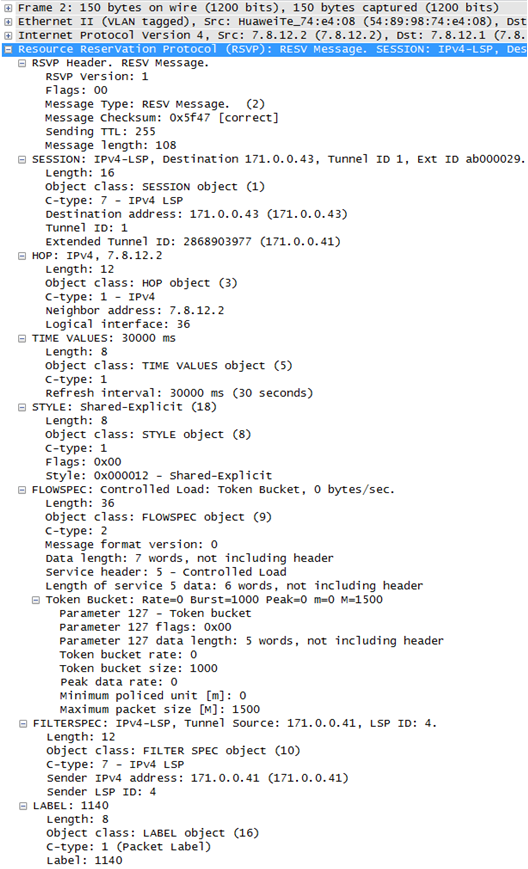 Frame 2: 150 bytes on wire (1200 bits), 150 bytes captured (1200 bits)
Ethernet II (VLAN tagged), Src: HuaweiTe_74:e4:08 (54:89:98:74:e4:08), Dst
Internet Protocol Version 4, Src: 7.8.12.2 (7.8.12.2), Dst: 7.8.12.1 (7.8.
Resource Reservation Protocol (RSVP): RESV Message. SESSION: IPv4-LSP, Des
RSVP Header. RESV Message.
RSVP Version: 1
Flags: 00
Message Type: RESV Message.  (2)
Message Checksum: 0x5f47 [correct]
Sending TTL: 255
Message length: 108
SESSION: IPv4-LSP, Destination 171.0.0.43, Tunnel ID 1, Ext ID ab000029.
Length: 16
Object class: SESSION object (1)
C-type: 7 - IPv4 LSP
Destination address: 171.0.0.43 (171.0.0.43)
Tunnel ID: 1
Extended Tunnel ID: 2868903977 (171.0.0.41)
HOP: IPv4, 7.8.12.2
Length: 12
Object class: HOP object (3)
C-type: 1 - IPv4
Neighbor address: 7.8.12.2
Logical interface: 36
TIME VALUES: 30000 ms
Length: 8
Object class: TIME VALUES object (5)
C-type: 1
Refresh interval: 30000 ms (30 seconds)
STYLE: Shared-Explicit (18)
Length: 8
Object class: STYLE object (8)
C-type: 1
Flags: 0x00
Style: 0x000012 - Shared-Explicit
FLOWSPEC: Controlled Load: Token Bucket, 0 bytes/sec.
Length: 36
Object class: FLOWSPEC object (9)
C-type: 2
Message format version: 0
Data length: 7 words, not including header
Service header: 5 - Controlled Load
Length of service 5 data: 6 words, not including header
Token Bucket: Rate=0 Burst=1000 Peak=0 m=0 M=1500
Parameter 127 - Token bucket
Parameter 127 flags: 0x00
Parameter 127 data length: 5 words, not including header
Token bucket rate: 0
Token bucket size: 1000
Peak data rate: 0
Minimum policed unit [m]: 0
Maximum packet size [M]: 1500
FILTERSPEC: IPv4-LSP, Tunnel Source: 171.0.0.41, LSP ID: 4.
Length: 12
Object class: FILTER SPEC object (10)
C-type: 7 - IPv4 LSP
Sender IPv4 address: 171.0.0.41 (171.0.0.41)
Sender LSP ID: 4
LABEL: 1140
Length: 8
Object class: LABEL object (16)
C-type: 1 (Packet Label)
Label: 1140